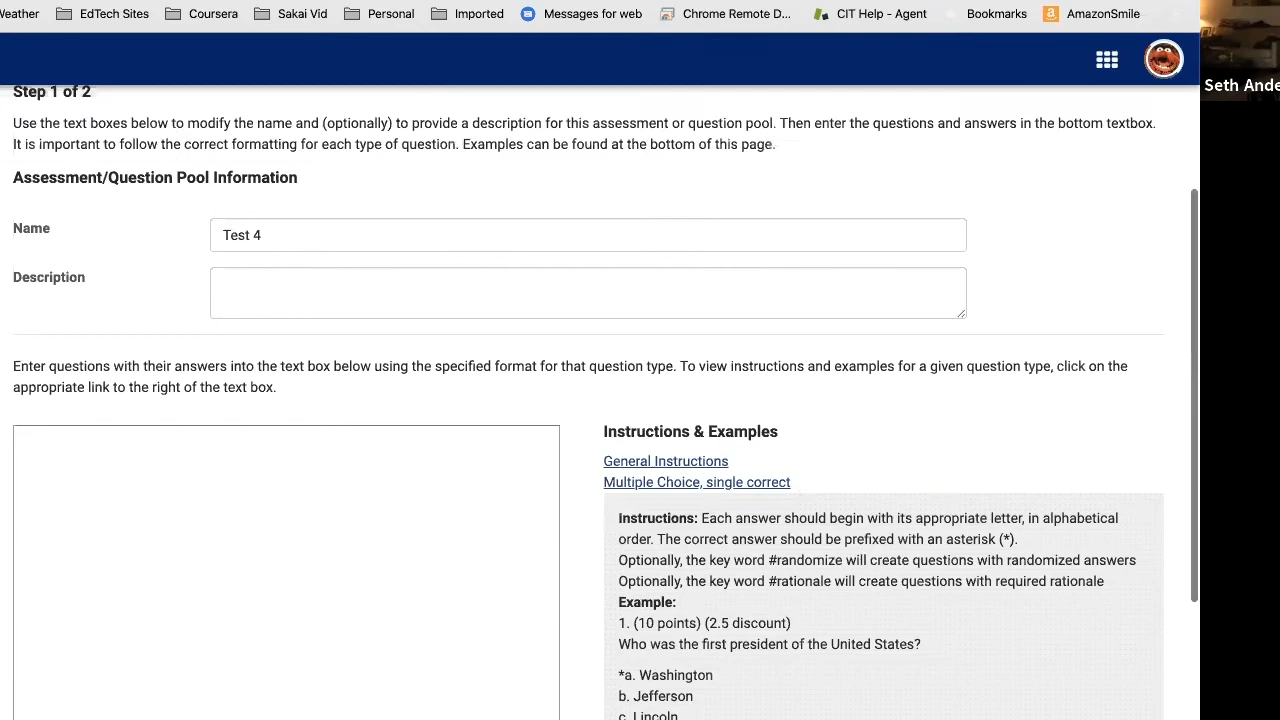 Weather EdTech Sites Coursera Sakai Vid Personal Imported Messages for web Chrome Remote D... CIT Help - Agent Bookmarks AmazonSmile
Seth Ande
Step 1 of 2
Use the text boxes below to modify the name and (optionally) to provide a description for this assessment or question pool. Then enter the questions and answers in the bottom textbox.
It is important to follow the correct formatting for each type of question. Examples can be found at the bottom of this page.
Assessment/Question Pool Information
Name
Test 4
Description
Enter questions with their answers into the text box below using the specified format for that question type. To view instructions and examples for a given question type, click on the
appropriate link to the right of the text box.
Instructions & Examples
General Instructions
Multiple Choice, single correct
Instructions: Each answer should begin with its appropriate letter, in alphabetical
order. The correct answer should be prefixed with an asterisk (*).
Optionally, the key word #randomize will create questions with randomized answers
Optionally, the key word #rationale will create questions with required rationale
Example:
1. (10 points) (2.5 discount)
Who was the first president of the United States?
*a. Washington
b. Jefferson
c. Lincoln